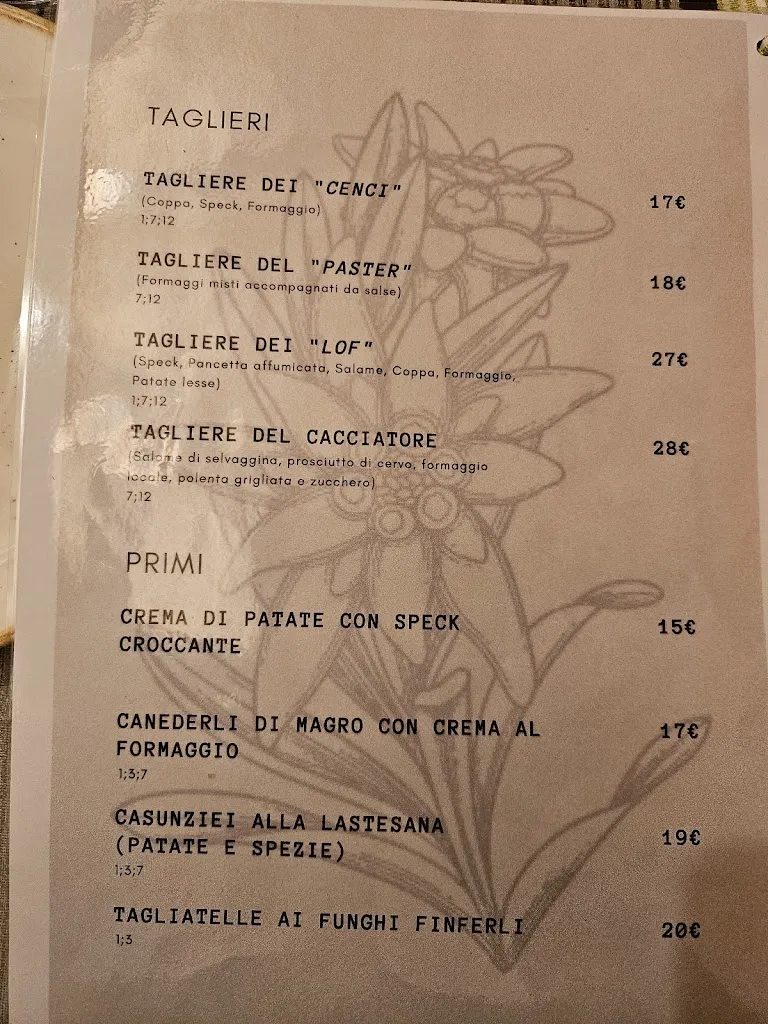 TAGLIERI
TAGLIERE DEI "CENCI" 17€
(Coppa, Speck, Formaggio)
1;7;12
TAGLIERE DEL "PASTER" 18€
(Formaggi misti accompagnati da salse)
7;12
TAGLIERE DEI "LOF" 27€
(Speck, Pancetta affumicata, Salame, Coppa, Formaggio,
Patate lesse)
1;7;12
TAGLIERE DEL CACCIATORE 28€
(Salame di selvaggina, prosciutto di cervo, formaggio
locale, polenta grigliata e zucchero)
7;12
PRIMI
CREMA DI PATATE CON SPECK 15€
CROCCANTE
CANEDERLI DI MAGRO CON CREMA AL 17€
FORMAGGIO
1;3;7
CASUNZIEI ALLA LASTESANA 19€
(PATATE E SPEZIE)
1;3;7
TAGLIATELLE AI FUNGHI FINFERLI 20€
1;3